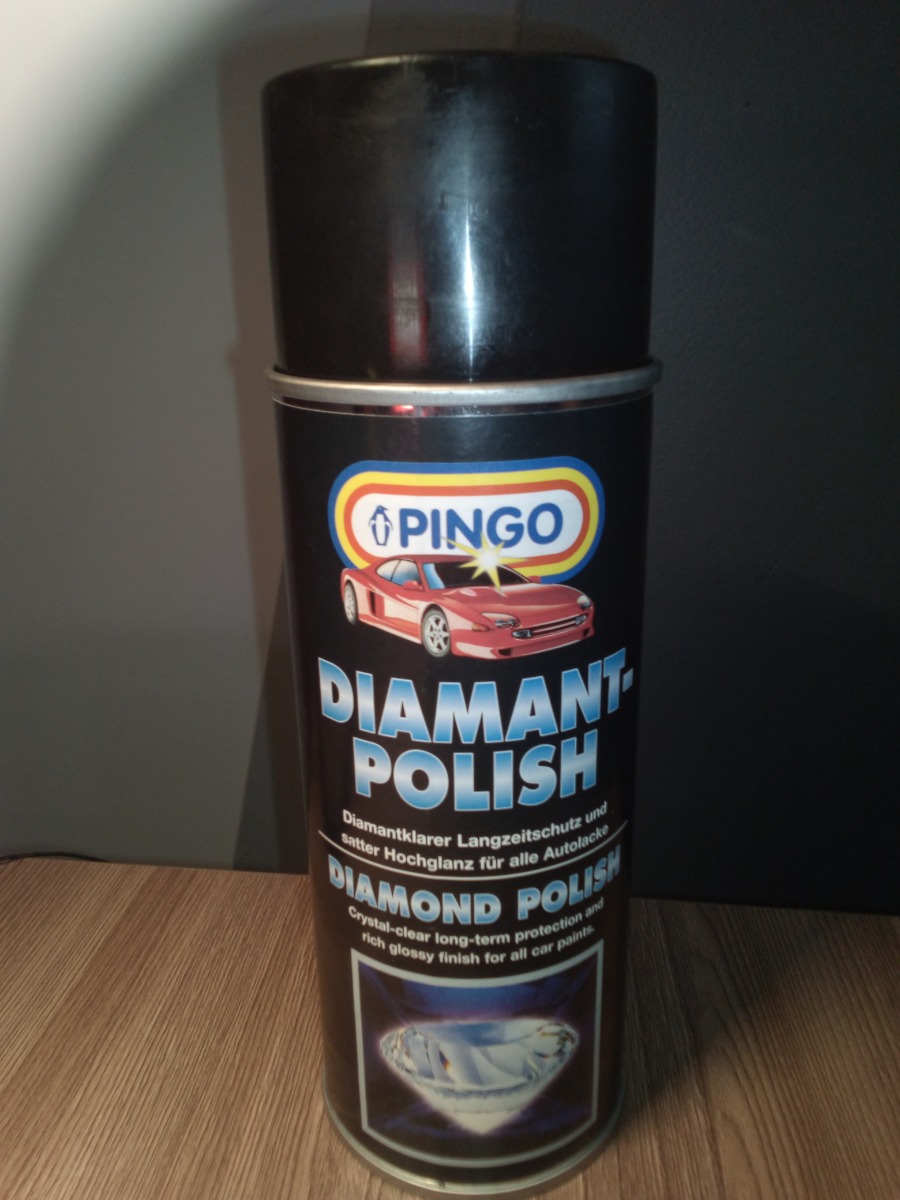 PINGO
DIAMANT-
POLISH
Diamantklarer Langzeitschutz und
satter Hochglanz für alle Autolacke
DIAMOND POLISH
Crystal-clear long-term protection and
rich glossy finish for all car paints.